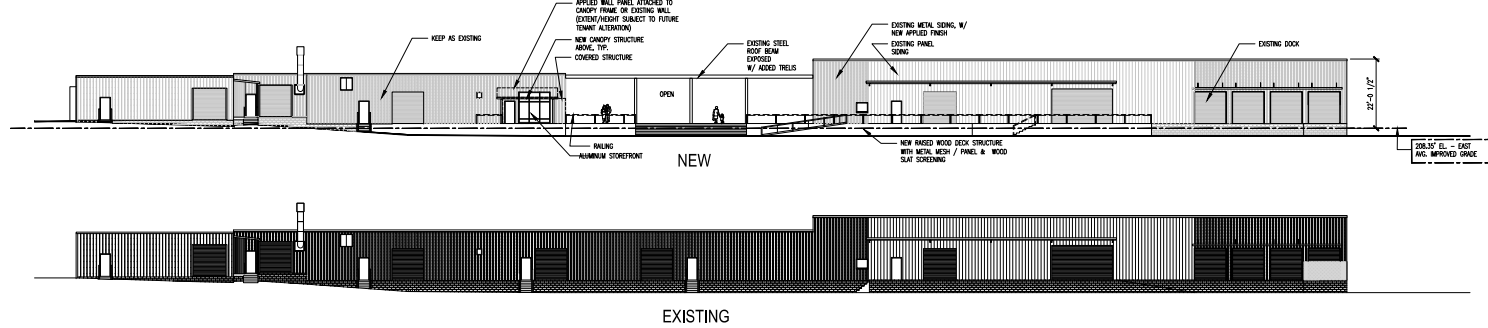 APPLIED WALL PANEL ATTACHED TO
CANOPY FRAME OR EXISTING WALL
(EXTENT/HEIGHT SUBJECT TO FUTURE
TENANT ALTERATION)
KEEP AS EXISTING
NEW CANOPY STRUCTURE
ABOVE, TYP.
COVERED STRUCTURE
EXISTING STEEL
ROOF BEAM
EXPOSED
W/ ADDED TRELIS
EXISTING METAL SIDING, W/
NEW APPLIED FINISH
EXISTING PANEL
SIDING
EXISTING DOCK
OPEN
22'-0 1/2"
RAILING
ALUMINUM STOREFRONT
NEW RAISED WOOD DECK STRUCTURE
WITH METAL MESH / PANEL & WOOD
SLAT SCREENING
208.35' EL. - EAST
AVG. IMPROVED GRADE
NEW
EXISTING